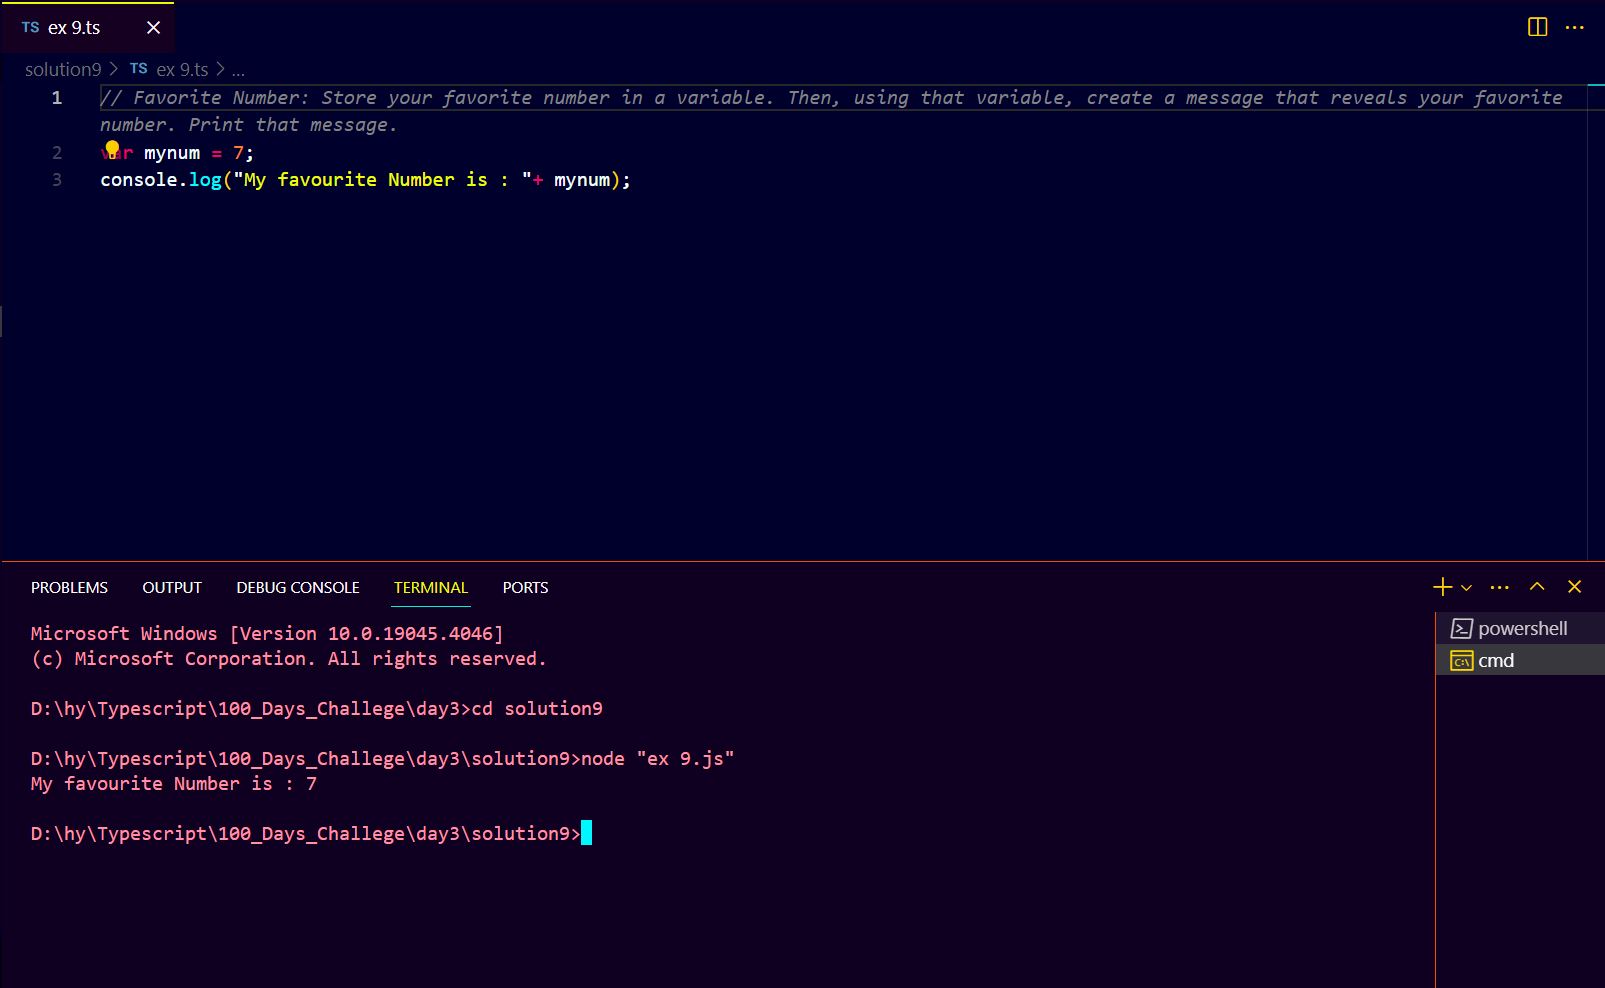 TS ex 9.ts
solution9 > TS ex 9.ts > ...
1 // Favorite Number: Store your favorite number in a variable. Then, using that variable, create a message that reveals your favorite
number. Print that message.
2 var mynum = 7;
3 console.log("My favourite Number is : "+ mynum);
PROBLEMS OUTPUT DEBUG CONSOLE TERMINAL PORTS
Microsoft Windows [Version 10.0.19045.4046]
(c) Microsoft Corporation. All rights reserved.
D:\hy\Typescript\100_Days_Challege\day3>cd solution9
D:\hy\Typescript\100_Days_Challege\day3\solution9>node "ex 9.js"
My favourite Number is : 7
D:\hy\Typescript\100_Days_Challege\day3\solution9>
powershell
cmd